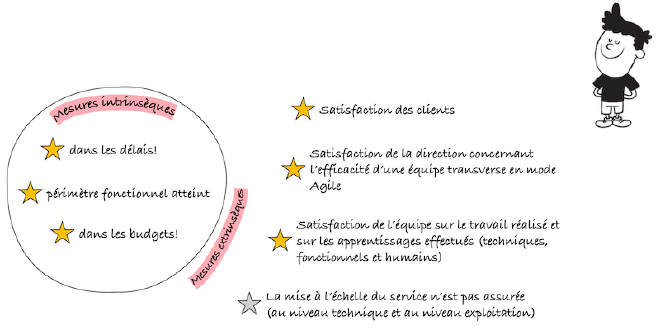 Mesures intrinsèques
dans les délais!
périmètre fonctionnel atteint
dans les budgets!
Mesures extrinsèques
Satisfaction des clients
Satisfaction de la direction concernant
l'efficacité d'une équipe transverse en mode
Agile
Satisfaction de l'équipe sur le travail réalisé et
sur les apprentissages effectués (techniques,
fonctionnels et humains)
La mise à l'échelle du service n'est pas assurée
(au niveau technique et au niveau exploitation)